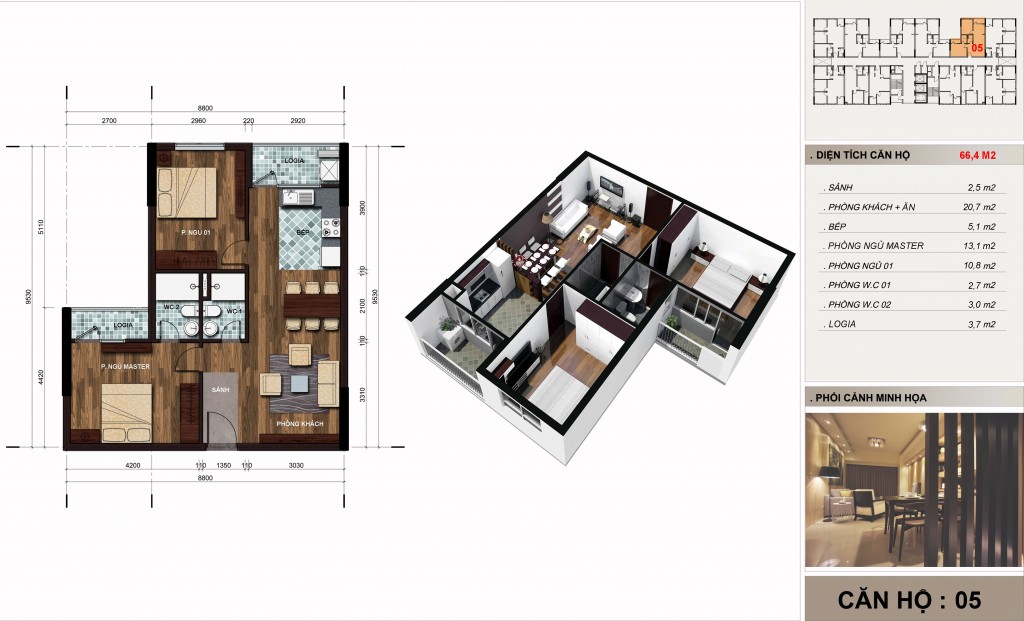 8800
2700 2960 220 2920
LOGIA
P. NGỦ 01
BẾP
WC 2
WC 1
LOGIA
P. NGỦ MASTER
SẢNH
PHÒNG KHÁCH
5110
4420
9530
3900
110
2100
110
3310
9530
4200 110 1350 110 3030
8800
05
. DIỆN TÍCH CĂN HỘ 66,4 M2
. SẢNH 2,5 m2
. PHÒNG KHÁCH + ĂN 20,7 m2
. BẾP 5,1 m2
. PHÒNG NGỦ MASTER 13,1 m2
. PHÒNG NGỦ 01 10,8 m2
. PHÒNG W.C 01 2,7 m2
. PHÒNG W.C 02 3,0 m2
. LOGIA 3,7 m2
. PHỐI CẢNH MINH HỌA
CĂN HỘ : 05